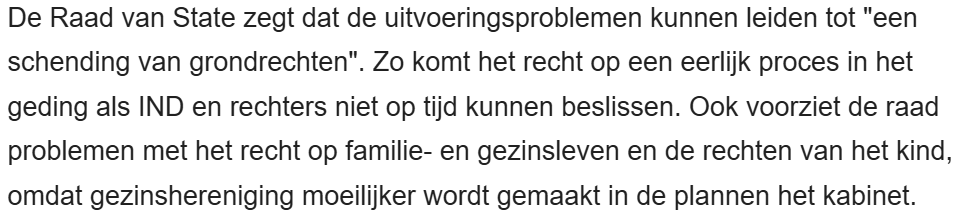 De Raad van State zegt dat de uitvoeringsproblemen kunnen leiden tot "een
schending van grondrechten". Zo komt het recht op een eerlijk proces in het
geding als IND en rechters niet op tijd kunnen beslissen. Ook voorziet de raad
problemen met het recht op familie- en gezinsleven en de rechten van het kind,
omdat gezinshereniging moeilijker wordt gemaakt in de plannen het kabinet.